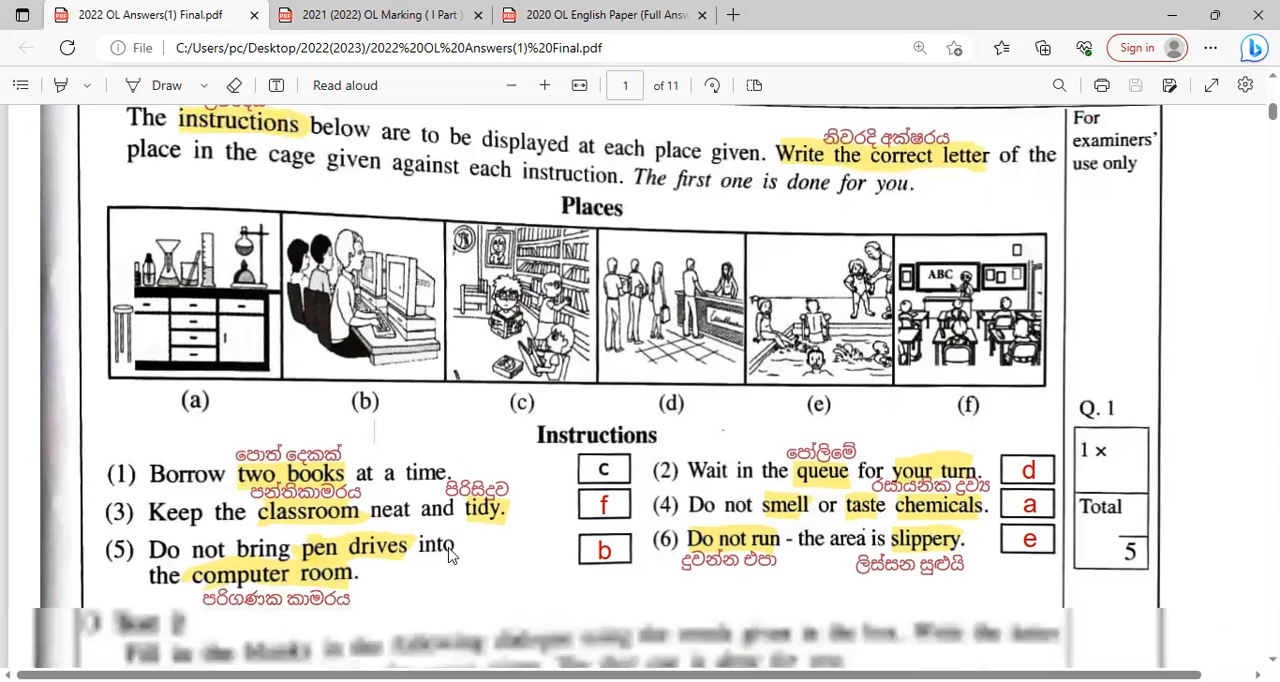 2022 OL Answers(1) Final.pdf
2021 (2022) OL Marking ( I Part )
2020 OL English Paper (Full Answ
File
C:/Users/pc/Desktop/2022(2023)/2022%20OL%20Answers(1)%20Final.pdf
Sign in
Draw
Read aloud
1 of 11
The instructions below are to be displayed at each place given. Write the correct letter of the
නිවරදි අක්ෂරය
place in the cage given against each instruction. The first one is done for you.
For
examiners'
use only
Places
ABC
(a) (b) (c) (d) (e) (f)
Q. 1
Instructions
පොත් දෙකක්
(1) Borrow two books at a time. c
පෝලිමේ
(2) Wait in the queue for your turn. d
1 ×
පන්තිකාමරය පිරිසිදුව
(3) Keep the classroom neat and tidy. f
රසායනික ද්‍රව්‍ය
(4) Do not smell or taste chemicals. a
Total
5
(5) Do not bring pen drives into
the computer room. b
පරිගණක කාමරය
(6) Do not run - the area is slippery. e
දුවන්න එපා ලිස්සන සුළුයි